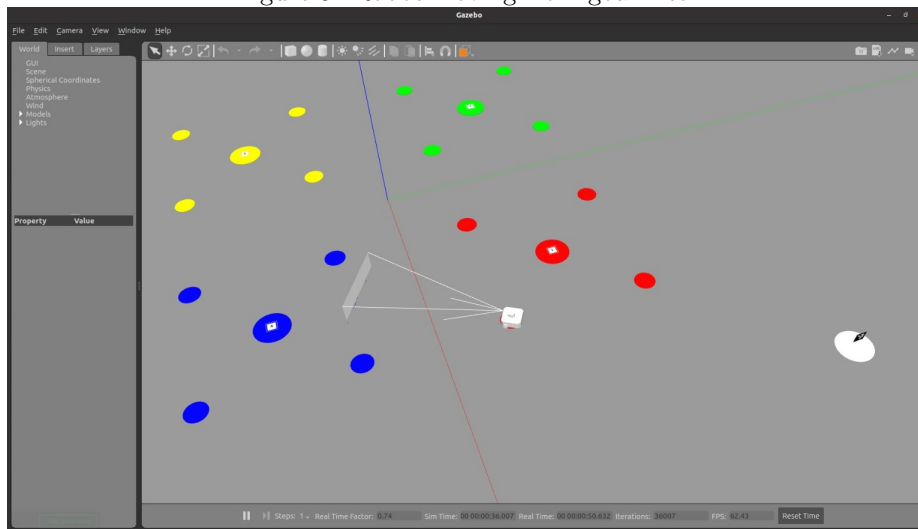 Gazebo
File Edit Camera View Window Help
World Insert Layers
GUI
Scene
Spherical Coordinates
Physics
Atmosphere
Wind
Models
Lights
Property Value
Steps: 1 Real Time Factor: 0.74 Sim Time: 00 00:00:36.007 Real Time: 00 00:00:50.632 Iterations: 36007 FPS: 62.43 Reset Time